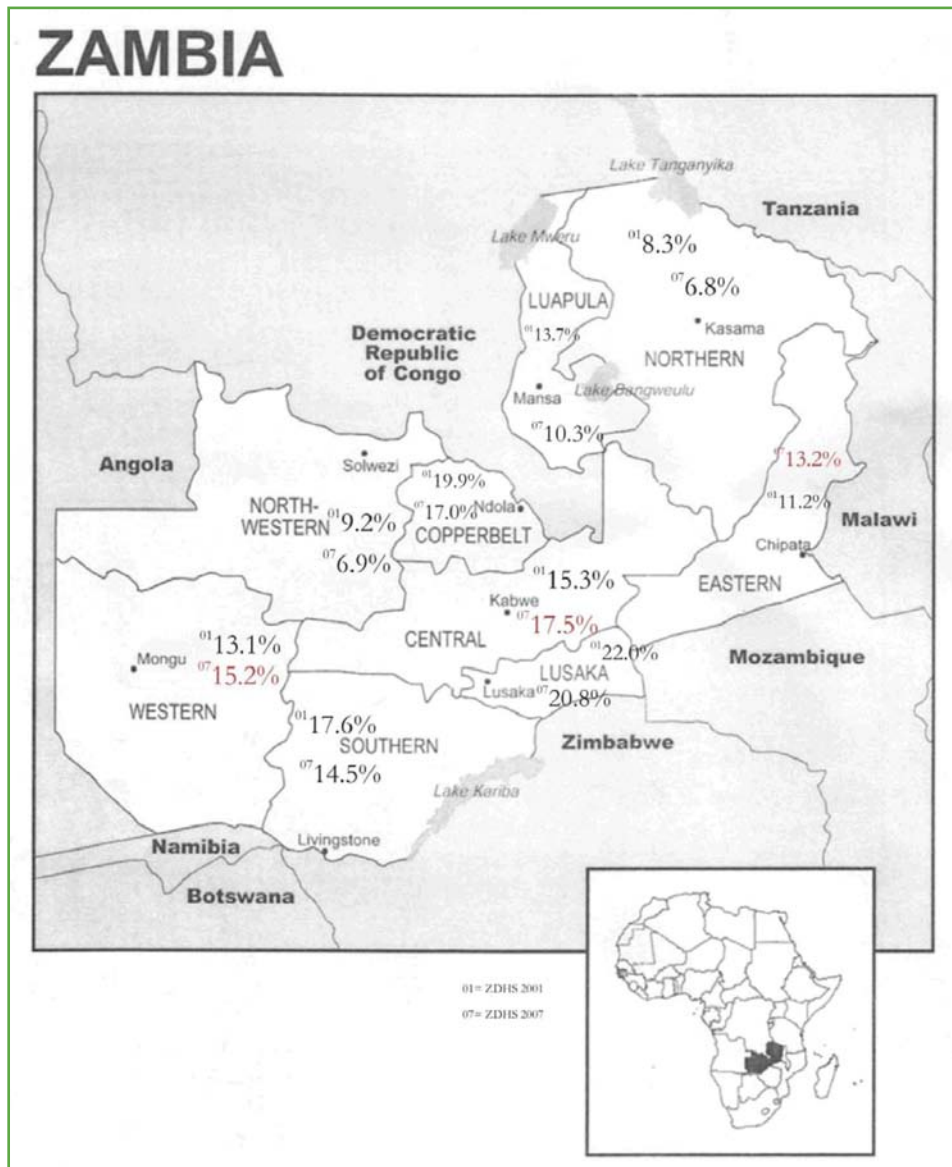 ZAMBIA
Lake Tanganyika
Tanzania
Lake Mweru
01 8.3%
07 6.8%
LUAPULA
01 13.7%
Kasama
Democratic
Republic
of Congo
NORTHERN
Mansa
Lake Bangweulu
07 10.3%
Angola
Solwezi
07 13.2%
01 19.9%
01 11.2%
NORTH-
WESTERN
01 9.2%
07 17.0%
Ndola
COPPERBELT
Malawi
Chipata
07 6.9%
01 15.3%
EASTERN
Kabwe
07 17.5%
CENTRAL
01 13.1%
Mongu
07 15.2%
WESTERN
01 22.0%
LUSAKA
Lusaka
07 20.8%
Mozambique
01 17.6%
SOUTHERN
07 14.5%
Zimbabwe
Lake Kariba
Livingstone
Namibia
Botswana
01= ZDHS 2001
07= ZDHS 2007